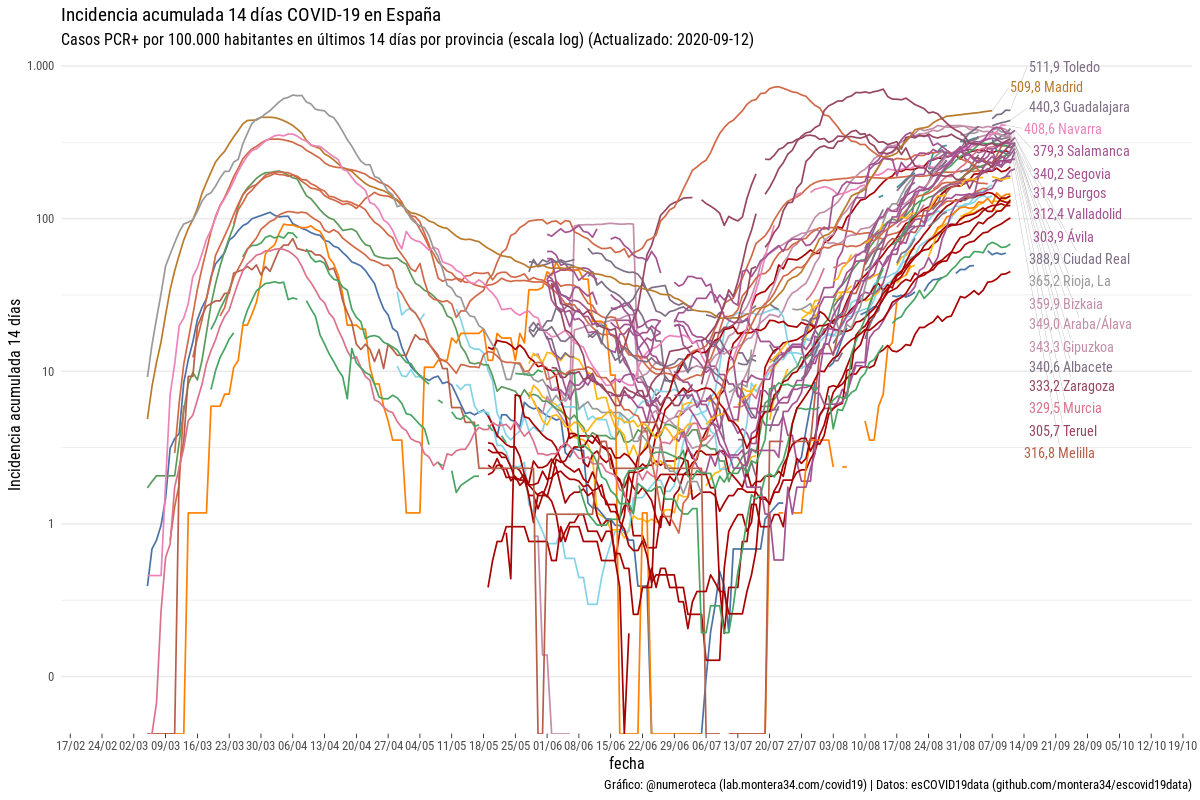 Incidencia acumulada 14 días COVID-19 en España
Casos PCR+ por 100.000 habitantes en últimos 14 días por provincia (escala log) (Actualizado: 2020-09-12)
1.000
100
10
1
0
Incidencia acumulada 14 días
511,9 Toledo
509,8 Madrid
440,3 Guadalajara
408,6 Navarra
379,3 Salamanca
340,2 Segovia
314,9 Burgos
312,4 Valladolid
303,9 Ávila
388,9 Ciudad Real
365,2 Rioja, La
359,9 Bizkaia
349,0 Araba/Álava
343,3 Gipuzkoa
340,6 Albacete
333,2 Zaragoza
329,5 Murcia
305,7 Teruel
316,8 Melilla
17/02 24/02 02/03 09/03 16/03 23/03 30/03 06/04 13/04 20/04 27/04 04/05 11/05 18/05 25/05 01/06 08/06 15/06 22/06 29/06 06/07 13/07 20/07 27/07 03/08 10/08 17/08 24/08 31/08 07/09 14/09 21/09 28/09 05/10 12/10 19/10
fecha
Gráfico: @numeroteca (lab.montera34.com/covid19) | Datos: esCOVID19data (github.com/montera34/escovid19data)